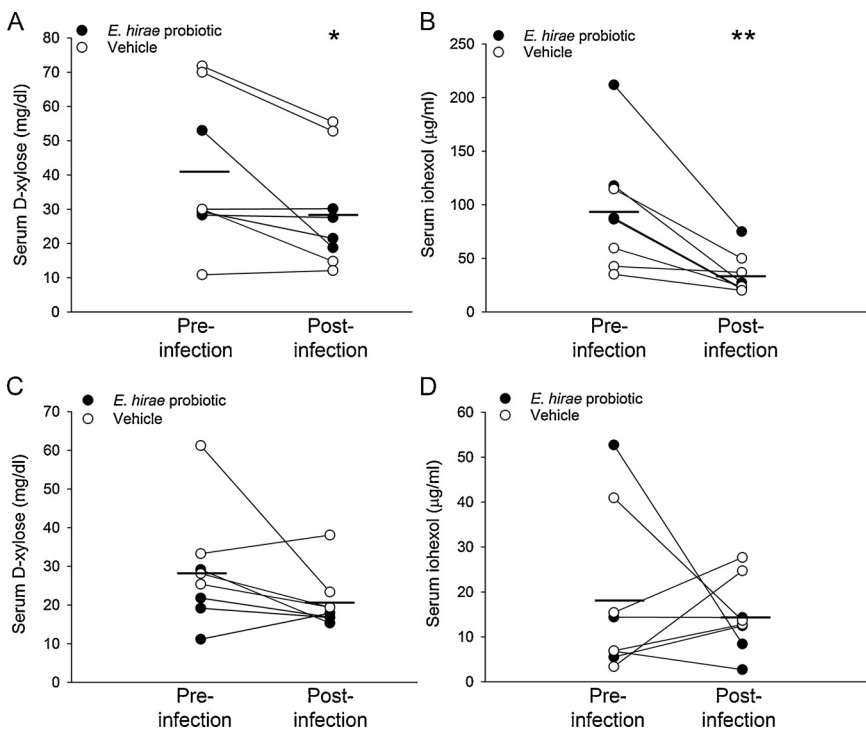 A
E. hirae probiotic
Vehicle
*
80
70
60
50
40
30
20
10
0
Serum D-xylose (mg/dl)
Pre-
infection
Post-
infection
B
E. hirae probiotic
Vehicle
**
250
200
150
100
50
0
Serum iohexol (µg/ml)
Pre-
infection
Post-
infection
C
E. hirae probiotic
Vehicle
70
60
50
40
30
20
10
0
Serum D-xylose (mg/dl)
Pre-
infection
Post-
infection
D
E. hirae probiotic
Vehicle
60
50
40
30
20
10
0
Serum iohexol (µg/ml)
Pre-
infection
Post-
infection